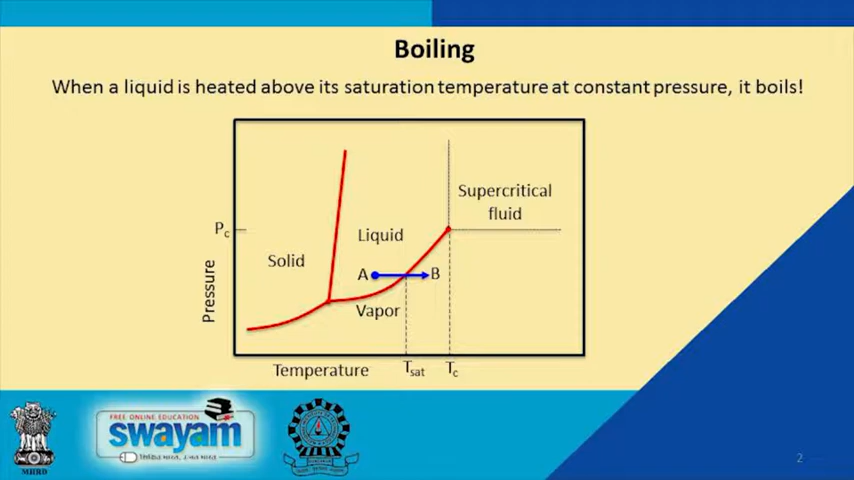 Boiling
When a liquid is heated above its saturation temperature at constant pressure, it boils!
Supercritical
fluid
Pc
Liquid
Solid
A
B
Pressure
Vapor
Temperature
Tsat
Tc
FREE ONLINE EDUCATION
swayam
MHRD
2